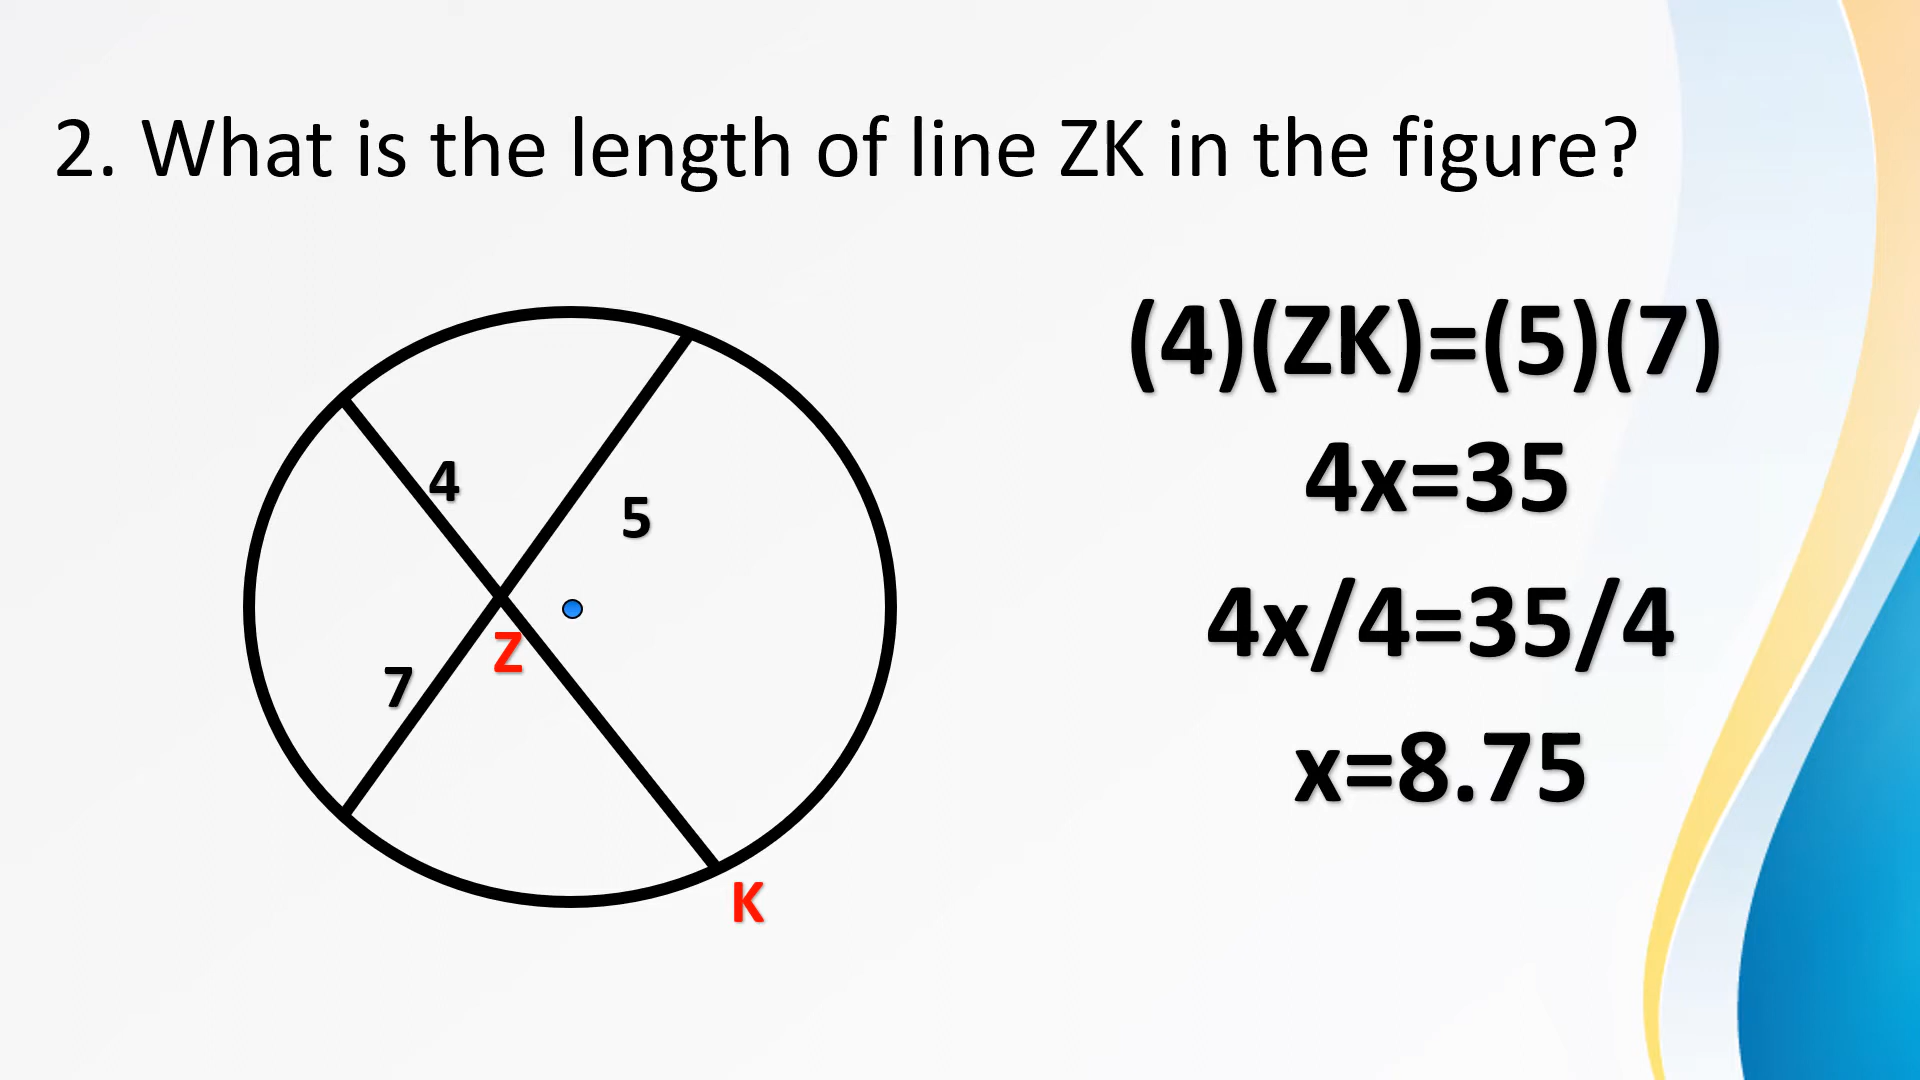 2. What is the length of line ZK in the figure?
(4)(ZK)=(5)(7)
4x=35
4x/4=35/4
x=8.75
4
5
Z
7
K